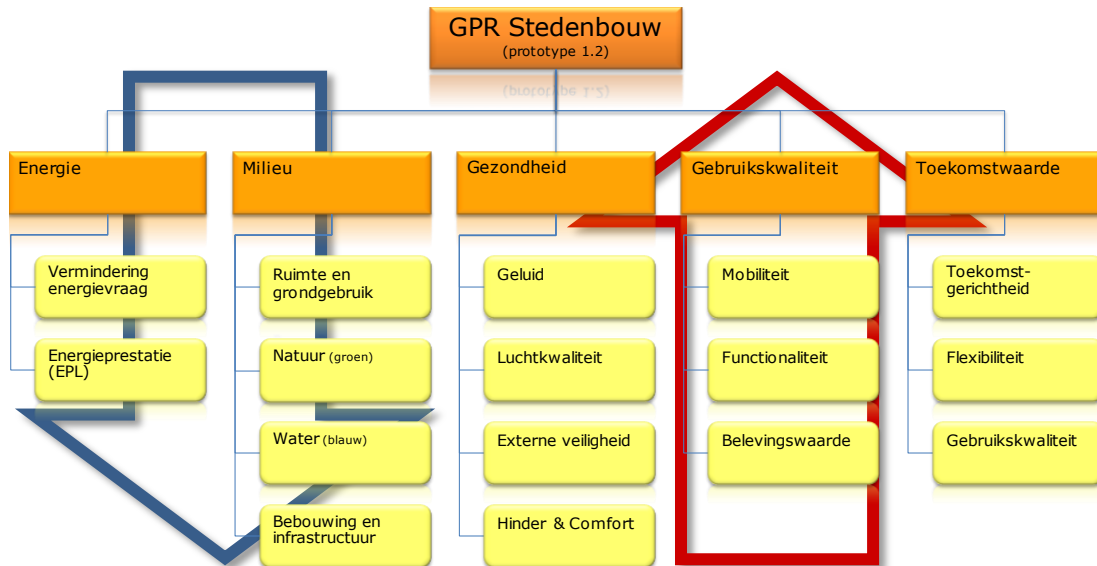 GPR Stedenbouw
(prototype 1.2)
Energie
Vermindering
energievraag
Energieprestatie
(EPL)
Milieu
Ruimte en
grondgebruik
Natuur (groen)
Water (blauw)
Bebouwing en
infrastructuur
Gezondheid
Geluid
Luchtkwaliteit
Externe veiligheid
Hinder & Comfort
Gebruikskwaliteit
Mobiliteit
Functionaliteit
Belevingswaarde
Toekomstwaarde
Toekomst-
gerichtheid
Flexibiliteit
Gebruikskwaliteit